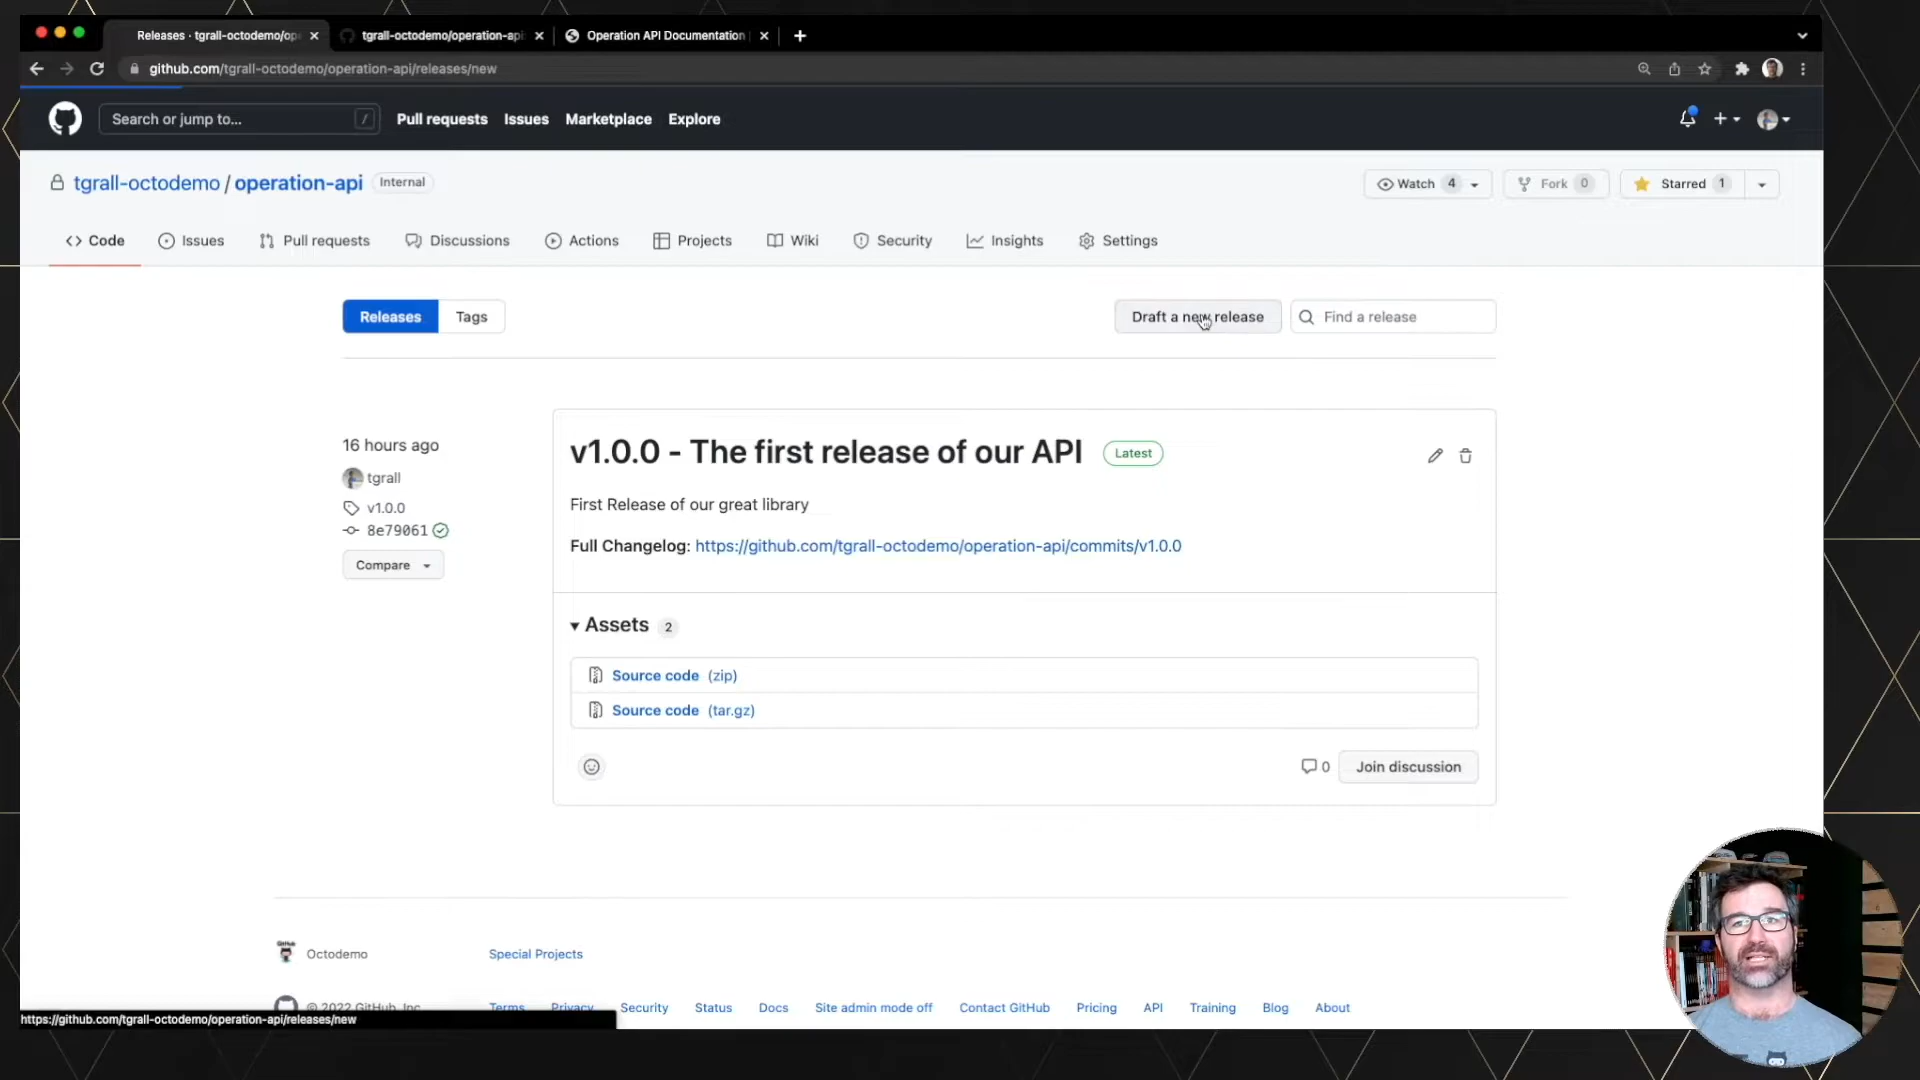 Releases · tgrall-octodemo/op
tgrall-octodemo/operation-api
Operation API Documentation
github.com/tgrall-octodemo/operation-api/releases/new
Search or jump to...
/
Pull requests
Issues
Marketplace
Explore
tgrall-octodemo / operation-api
Internal
Watch 4
Fork 0
Starred 1
Code
Issues
Pull requests
Discussions
Actions
Projects
Wiki
Security
Insights
Settings
Releases
Tags
Draft a new release
Find a release
16 hours ago
tgrall
v1.0.0
8e79061
Compare
v1.0.0 - The first release of our API
Latest
First Release of our great library
Full Changelog: https://github.com/tgrall-octodemo/operation-api/commits/v1.0.0
Assets 2
Source code (zip)
Source code (tar.gz)
0
Join discussion
Octodemo
Special Projects
© 2022 GitHub, Inc.
Terms
Privacy
Security
Status
Docs
Site admin mode off
Contact GitHub
Pricing
API
Training
Blog
About
https://github.com/tgrall-octodemo/operation-api/releases/new